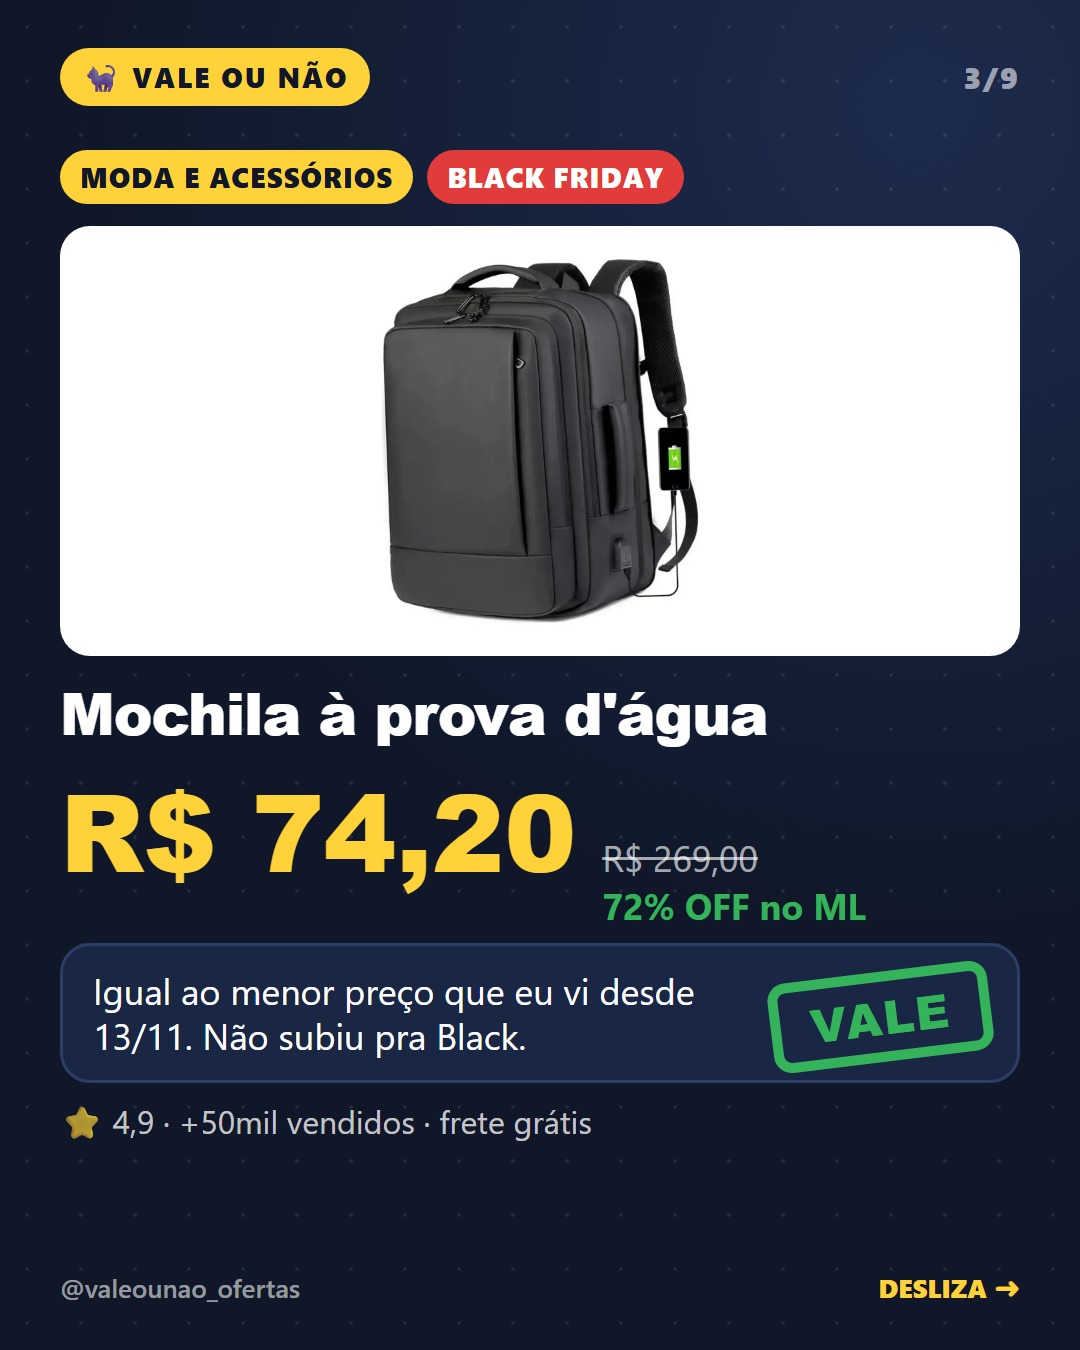 VALE OU NÃO
3/9
MODA E ACESSÓRIOS
BLACK FRIDAY
Mochila à prova d'água
R$ 74,20
R$ 269,00
72% OFF no ML
Igual ao menor preço que eu vi desde
13/11. Não subiu pra Black.
VALE
4,9 · +50mil vendidos · frete grátis
@valeounao_ofertas
DESLIZA →